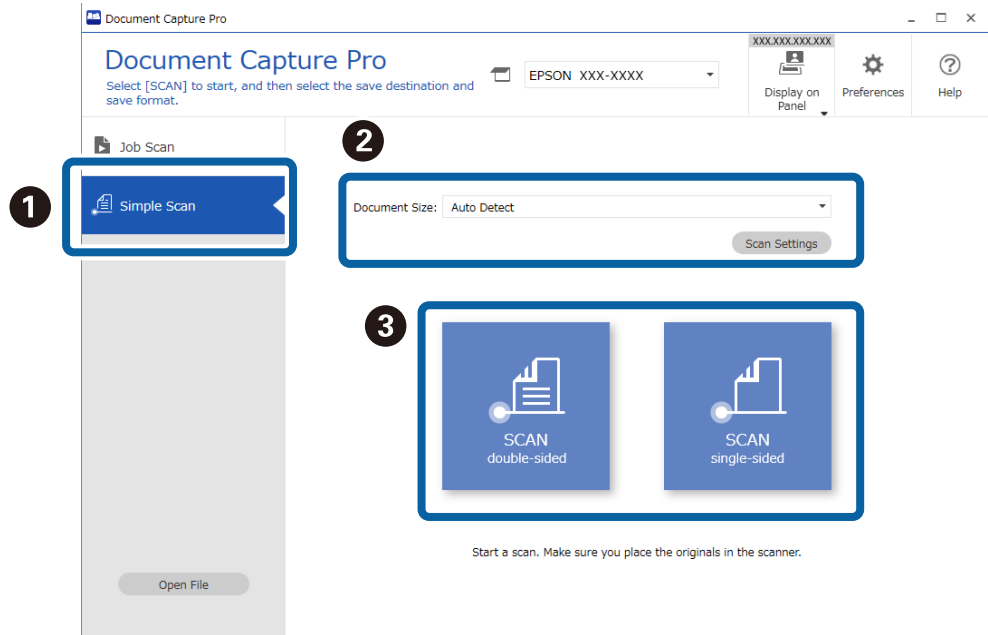 Document Capture Pro
Document Capture Pro
Select [SCAN] to start, and then select the save destination and
save format.
EPSON XXX-XXXX
XXX.XXX.XXX.XXX
Display on
Panel
Preferences
Help
Job Scan
1
Simple Scan
2
Document Size: Auto Detect
Scan Settings
3
SCAN
double-sided
SCAN
single-sided
Start a scan. Make sure you place the originals in the scanner.
Open File